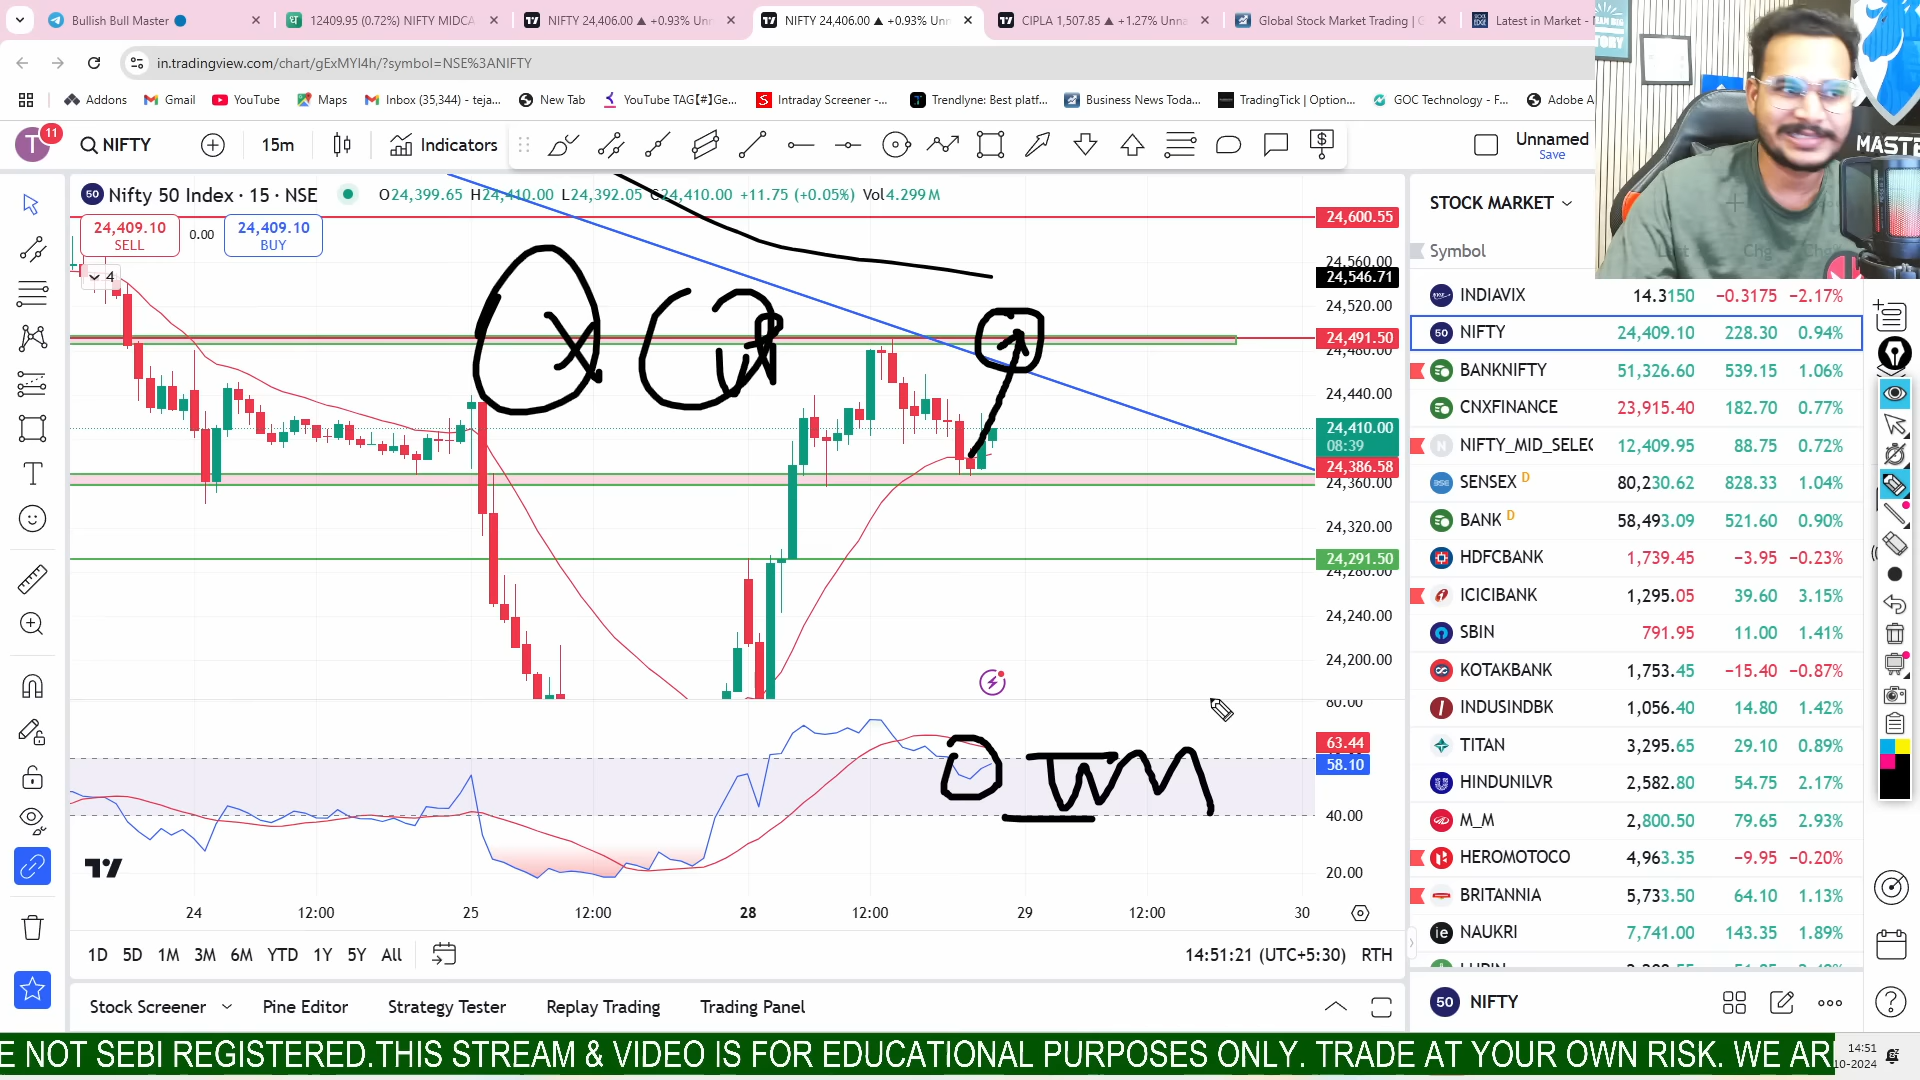 Bullish Bull Master
12409.95 (0.72%) NIFTY MIDCA
NIFTY 24,406.00 ▲ +0.93% Unn
NIFTY 24,406.00 ▲ +0.93% Unn
CIPLA 1,507.85 ▲ +1.27% Unna
Global Stock Market Trading | G
Latest in Market -
in.tradingview.com/chart/gExMYI4h/?symbol=NSE%3ANIFTY
Addons
Gmail
YouTube
Maps
Inbox (35,344) - teja...
New Tab
YouTube TAG【#】Ge...
Intraday Screener -...
Trendlyne: Best platf...
Business News Toda...
TradingTick | Option...
GOC Technology - F...
Adobe A
T 11
NIFTY
15m
Indicators
Unnamed
Save
MASTE
Nifty 50 Index · 15 · NSE
O24,399.65 H24,410.00 L24,392.05 C24,410.00 +11.75 (+0.05%) Vol4.299 M
24,409.10
SELL
0.00
24,409.10
BUY
4
24,600.55
24,560.00
24,546.71
24,520.00
24,491.50
24,480.00
24,440.00
24,410.00
08:39
24,386.58
24,360.00
24,320.00
24,291.50
24,280.00
24,240.00
24,200.00
80.00
63.44
58.10
40.00
20.00
24 12:00 25 12:00 28 12:00 29 12:00 30
1D 5D 1M 3M 6M YTD 1Y 5Y All
14:51:21 (UTC+5:30) RTH
Stock Screener
Pine Editor
Strategy Tester
Replay Trading
Trading Panel
STOCK MARKET
Symbol
INDIAVIX 14.3150 −0.3175 −2.17%
NIFTY 24,409.10 228.30 0.94%
BANKNIFTY 51,326.60 539.15 1.06%
CNXFINANCE 23,915.40 182.70 0.77%
NIFTY_MID_SELEC 12,409.95 88.75 0.72%
SENSEX D 80,230.62 828.33 1.04%
BANK D 58,493.09 521.60 0.90%
HDFCBANK 1,739.45 −3.95 −0.23%
ICICIBANK 1,295.05 39.60 3.15%
SBIN 791.95 11.00 1.41%
KOTAKBANK 1,753.45 −15.40 −0.87%
INDUSINDBK 1,056.40 14.80 1.42%
TITAN 3,295.65 29.10 0.89%
HINDUNILVR 2,582.80 54.75 2.17%
M_M 2,800.50 79.65 2.93%
HEROMOTOCO 4,963.35 −9.95 −0.20%
BRITANNIA 5,733.50 64.10 1.13%
NAUKRI 7,741.00 143.35 1.89%
50 NIFTY
E NOT SEBI REGISTERED.THIS STREAM & VIDEO IS FOR EDUCATIONAL PURPOSES ONLY. TRADE AT YOUR OWN RISK. WE ARE
14:51
10-2024